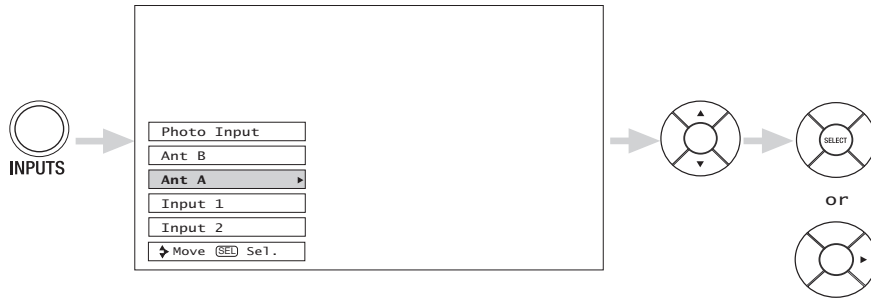 INPUTS
Photo Input
Ant B
Ant A
Input 1
Input 2
Move SEL Sel.
SELECT
or